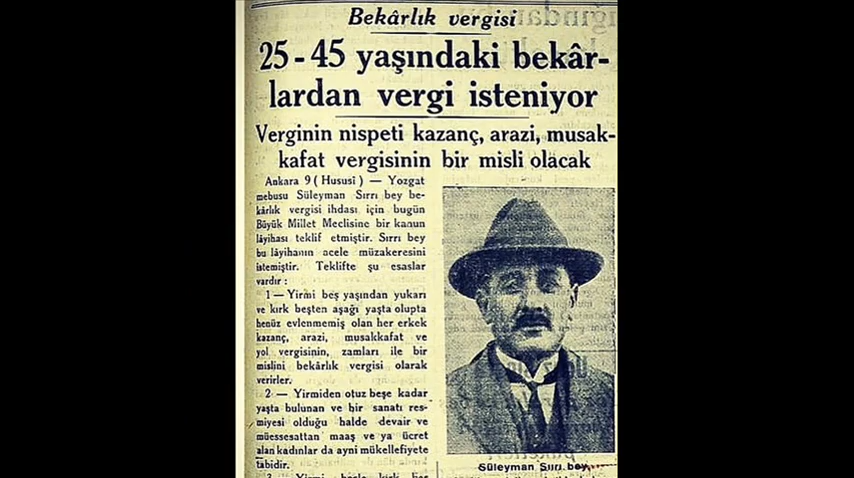 Bekârlık vergisi
25-45 yaşındaki bekâr-
lardan vergi isteniyor
Verginin nispeti kazanç, arazi, musak-
kafat vergisinin bir misli olacak
Ankara 9 (Hususî) — Yozgat
mebusu Süleyman Sırrı bey be-
kârlık vergisi ihdası için bugün
Büyük Millet Meclisine bir kanun
lâyihası teklif etmiştir. Sırrı bey
bu lâyihanın acele müzakeresini
istemiştir. Teklifte şu esaslar
vardır :
1 — Yirmi beş yaşından yukarı
ve kırk beşten aşağı yaşta olupta
henüz evlenmemiş olan her erkek
kazanç, arazi, musakkafat ve
yol vergisinin, zamları ile bir
mislini bekârlık vergisi olarak
verirler.
2 — Yirmiden otuz beşe kadar
yaşta bulunan ve bir sanatı res-
miyesi olduğu halde devair ve
müessesattan maaş ve ya ücret
alan kadınlar da ayni mükellefiyete
tabidir.
Süleyman Sırrı bey